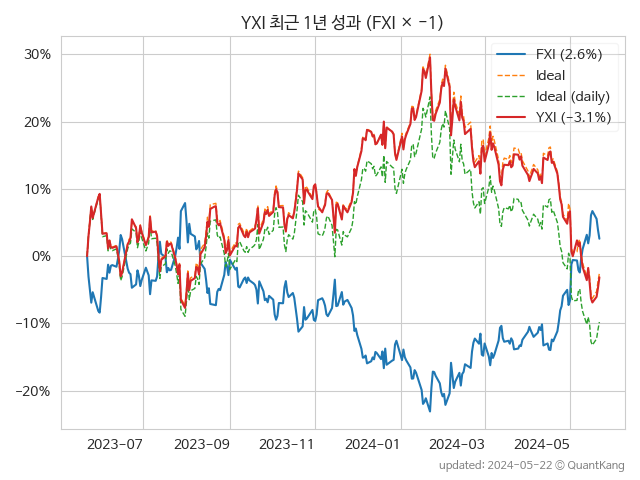 YXI 최근 1년 성과 (FXI × −1)
FXI (2.6%)
Ideal
Ideal (daily)
YXI (−3.1%)
30%
20%
10%
0%
−10%
−20%
2023-07
2023-09
2023-11
2024-01
2024-03
2024-05
updated: 2024-05-22 © QuantKang